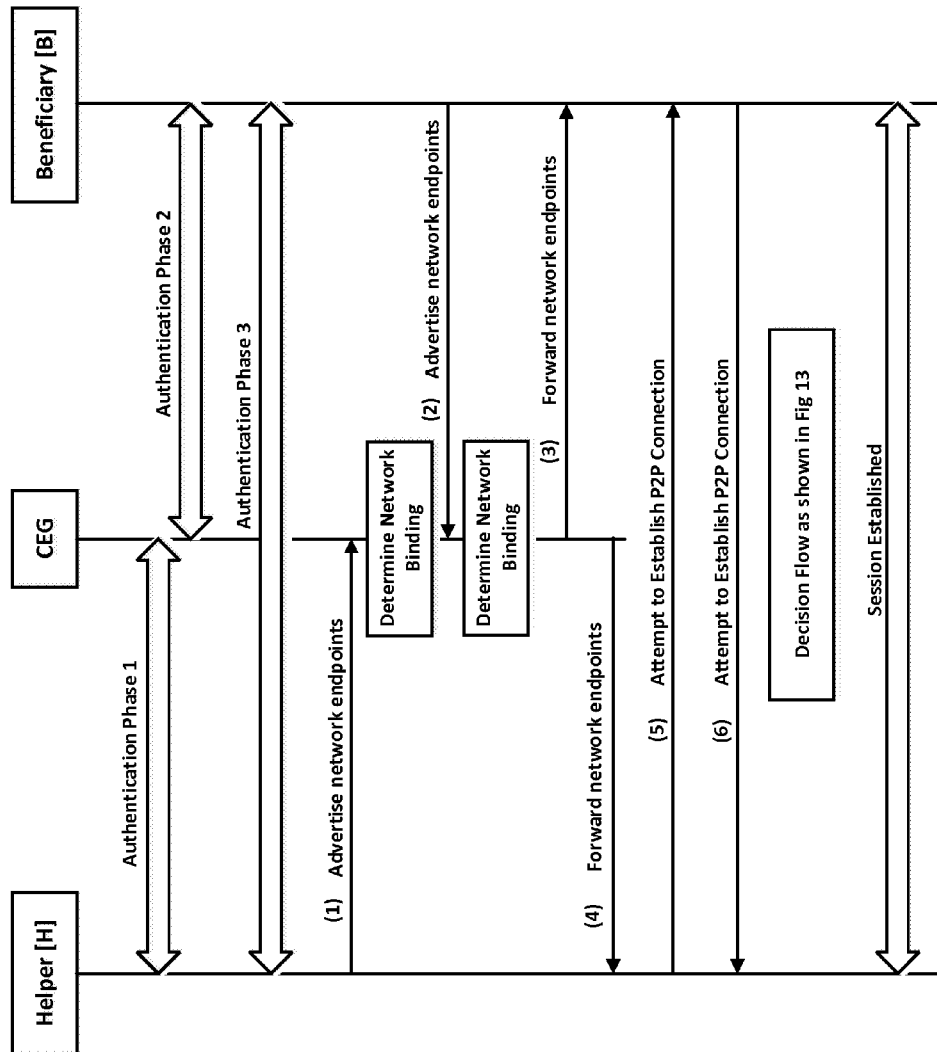 Helper [H]
CEG
Beneficiary [B]
Authentication Phase 1
Authentication Phase 2
Authentication Phase 3
(1) Advertise network endpoints
Determine Network
Binding
(2) Advertise network endpoints
Determine Network
Binding
(3) Forward network endpoints
(4) Forward network endpoints
(5) Attempt to Establish P2P Connection
(6) Attempt to Establish P2P Connection
Decision Flow as shown in Fig 13
Session Established